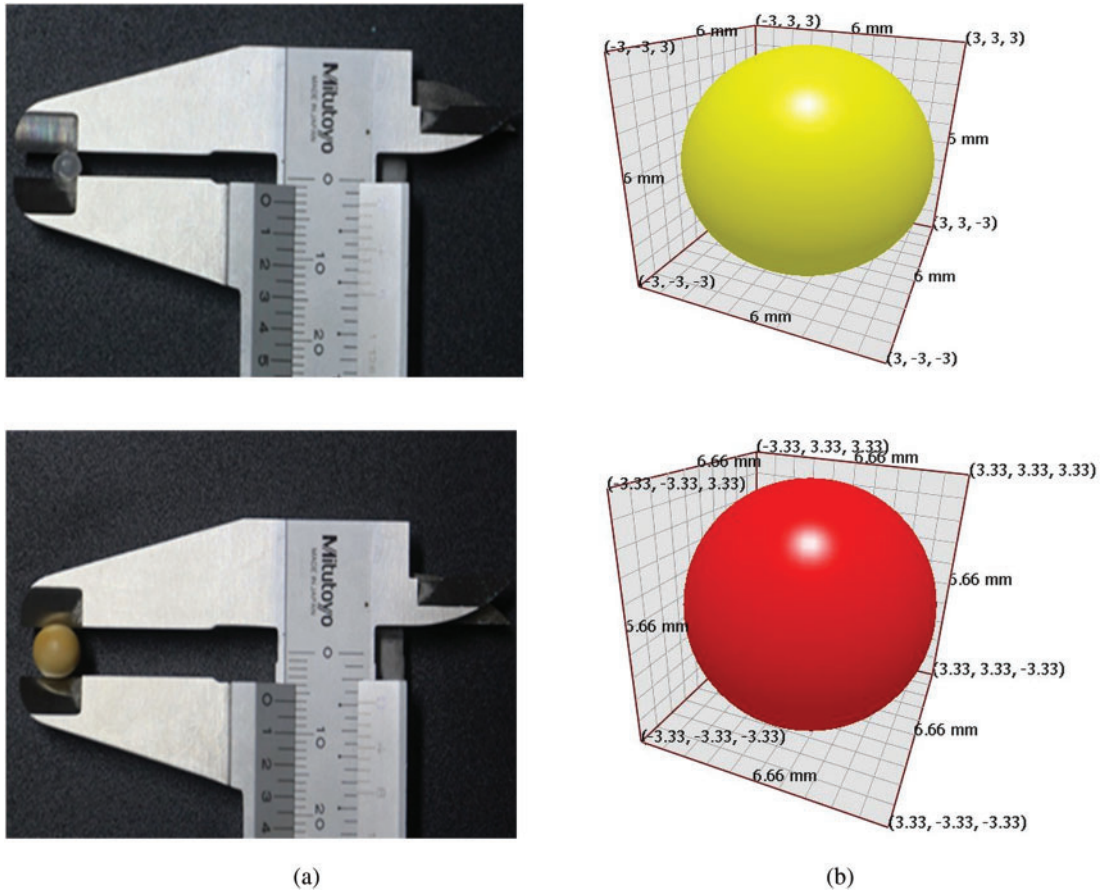 Mitutoyo
MADE IN JAPAN
0
0
1
2
3
4
5
10
20
(-3, 3, 3)
6 mm
6 mm
(-3, -3, 3)
(3, 3, 3)
6 mm
(3, 3, -3)
6 mm
(-3, -3, -3)
6 mm
(3, -3, -3)
Mitutoyo
MADE IN JAPAN
0
0
1
2
3
4
10
20
(-3.33, 3.33, 3.33)
6.66 mm
6.66 mm
(-3.33, -3.33, 3.33)
(3.33, 3.33, 3.33)
6.66 mm
(3.33, 3.33, -3.33)
6.66 mm
(-3.33, -3.33, -3.33)
6.66 mm
(3.33, -3.33, -3.33)
(a)
(b)